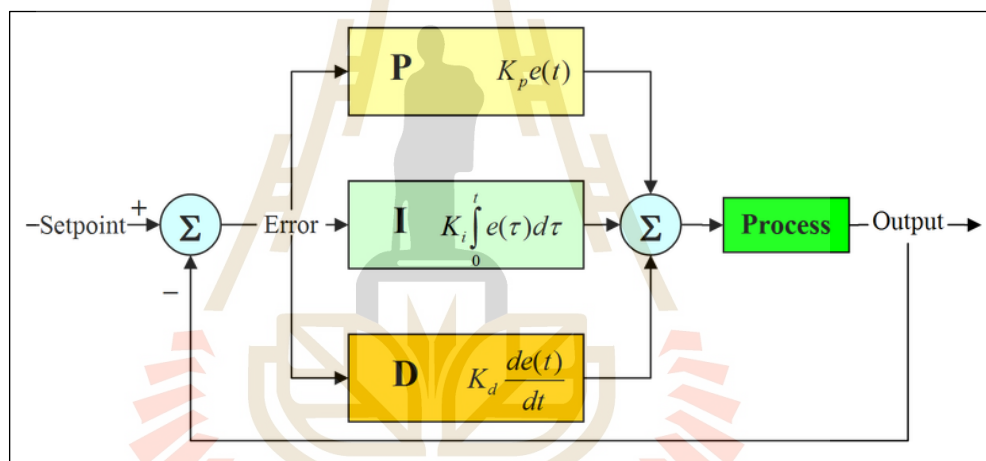 P K_p e(t)
Setpoint + Σ Error I K_i ∫_0^t e(τ)dτ Σ Process Output
−
D K_d de(t)/dt